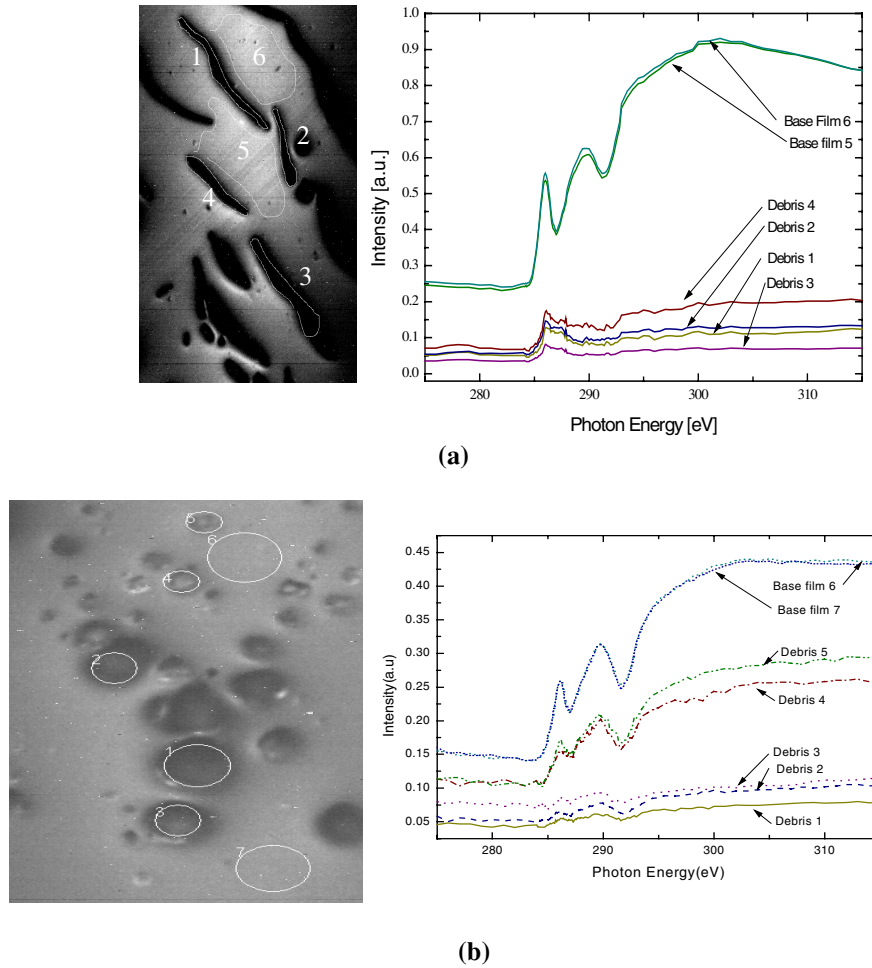 1
6
5
2
4
3
1.0
0.9
0.8
0.7
0.6
0.5
0.4
0.3
0.2
0.1
0.0
Intensity [a.u.]
Base Film 6
Base film 5
Debris 4
Debris 2
Debris 1
Debris 3
280 290 300 310
Photon Energy [eV]
(a)
5
6
4
2
1
3
7
0.45
0.40
0.35
0.30
0.25
0.20
0.15
0.10
0.05
Intensity(a.u)
Base film 6
Base film 7
Debris 5
Debris 4
Debris 3
Debris 2
Debris 1
280 290 300 310
Photon Energy(eV)
(b)